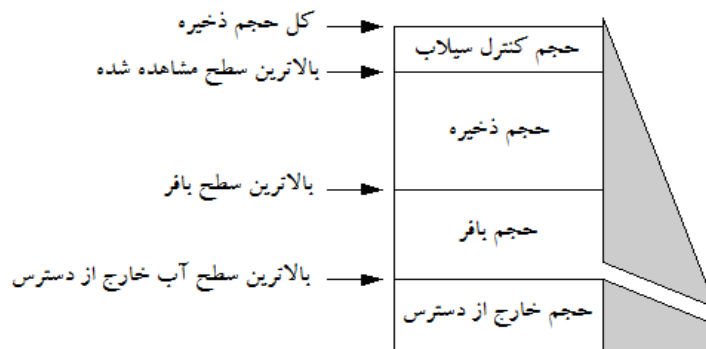 کل حجم ذخیره
حجم کنترل سیلاب
بالاترین سطح مشاهده شده
حجم ذخیره
بالاترین سطح بافر
حجم بافر
بالاترین سطح آب خارج از دسترس
حجم خارج از دسترس